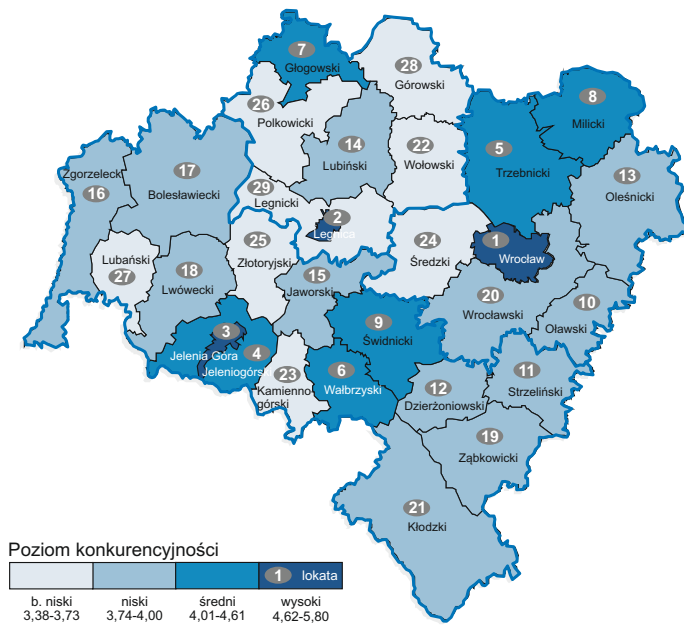 7
Głogowski
28
Górowski
26
Polkowicki
8
Milicki
14
Lubiński
22
Wołowski
5
Trzebnicki
13
Oleśnicki
17
Bolesławiecki
Zgorzeleck
16
29
Legnicki
2
Legnica
1
Wrocław
24
Średzki
25
Złotoryjski
Lubański
27
18
Lwówecki
15
Jaworski
20
Wrocławski
10
Oławski
9
Świdnicki
3
Jelenia Góra
4
Jeleniogórs
23
Kamienno-
górski
6
Wałbrzyski
12
Dzierżoniowski
11
Strzeliński
19
Ząbkowicki
21
Kłodzki
Poziom konkurencyjności
1 lokata
b. niski niski średni wysoki
3,38-3,73 3,74-4,00 4,01-4,61 4,62-5,80